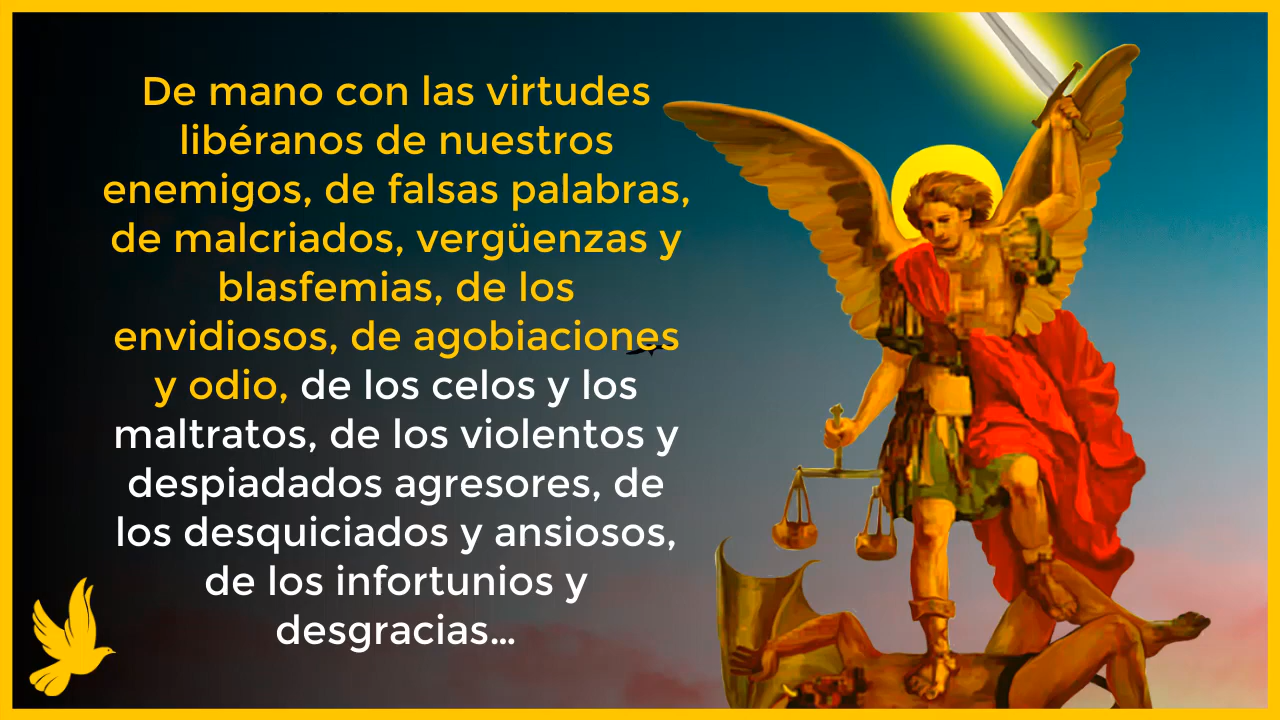 De mano con las virtudes
libéranos de nuestros
enemigos, de falsas palabras,
de malcriados, vergüenzas y
blasfemias, de los
envidiosos, de agobiaciones
y odio, de los celos y los
maltratos, de los violentos y
despiadados agresores, de
los desquiciados y ansiosos,
de los infortunios y
desgracias...